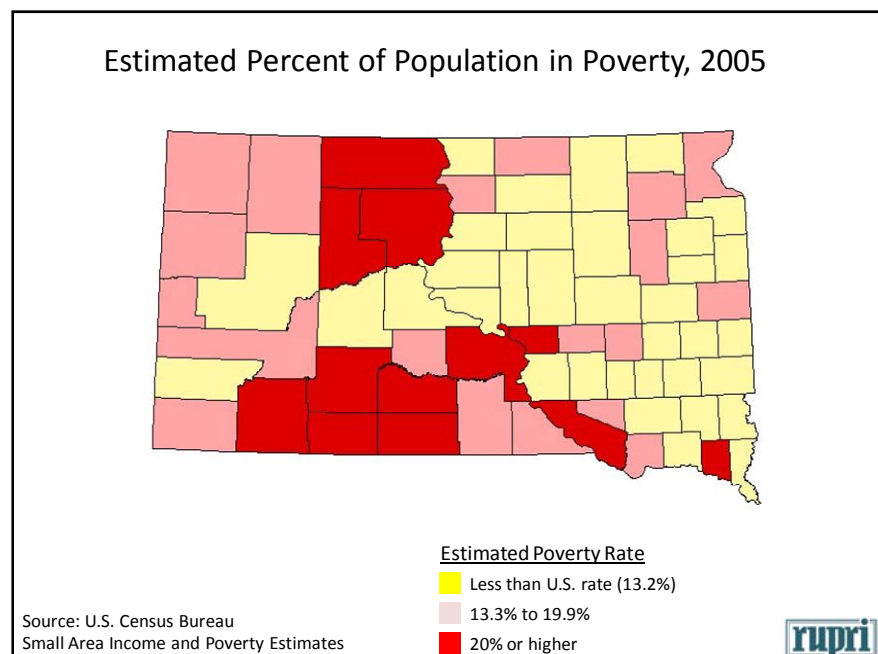 Estimated Percent of Population in Poverty, 2005
Estimated Poverty Rate
Less than U.S. rate (13.2%)
13.3% to 19.9%
20% or higher
Source: U.S. Census Bureau
Small Area Income and Poverty Estimates
rupri